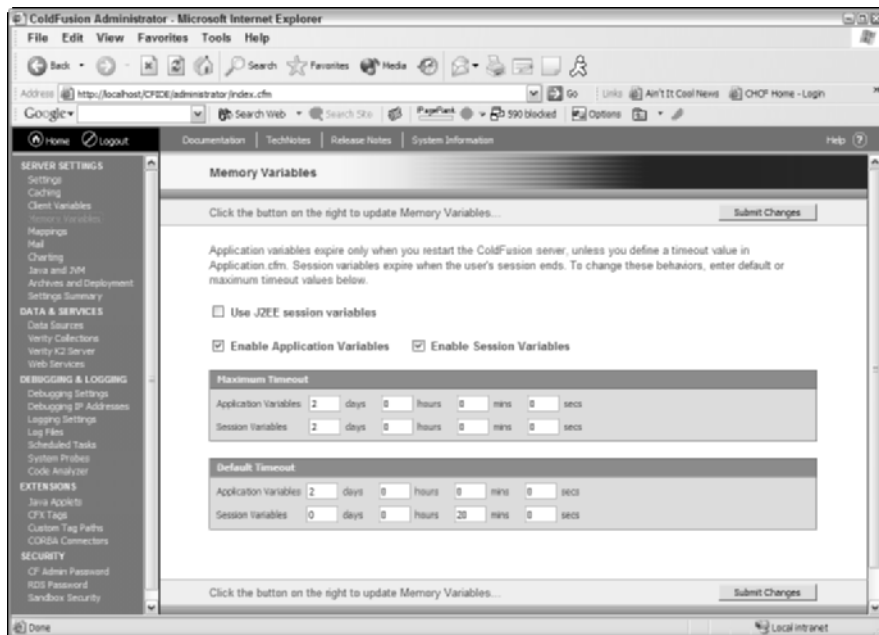 ColdFusion Administrator - Microsoft Internet Explorer
File Edit View Favorites Tools Help
Back Search Favorites Media
Address http://localhost/CFIDE/administrator/index.cfm Go Links Ain't It Cool News CHCF Home - Login
Google Search Web Search Site PageRank 590 blocked Options
Home Logout Documentation TechNotes Release Notes System Information Help ?
SERVER SETTINGS
Settings
Caching
Client Variables
Memory Variables
Mappings
Mail
Charting
Java and JVM
Archives and Deployment
Settings Summary
DATA & SERVICES
Data Sources
Verity Collections
Verity K2 Server
Web Services
DEBUGGING & LOGGING
Debugging Settings
Debugging IP Addresses
Logging Settings
Log Files
Scheduled Tasks
System Probes
Code Analyzer
EXTENSIONS
Java Applets
CFX Tags
Custom Tag Paths
CORBA Connectors
SECURITY
CF Admin Password
RDS Password
Sandbox Security
Memory Variables
Click the button on the right to update Memory Variables... Submit Changes
Application variables expire only when you restart the ColdFusion server, unless you define a timeout value in
Application.cfm. Session variables expire when the user's session ends. To change these behaviors, enter default or
maximum timeout values below.
Use J2EE session variables
Enable Application Variables Enable Session Variables
Maximum Timeout
Application Variables 2 days 0 hours 0 mins 0 secs
Session Variables 2 days 0 hours 0 mins 0 secs
Default Timeout
Application Variables 2 days 0 hours 0 mins 0 secs
Session Variables 0 days 0 hours 20 mins 0 secs
Click the button on the right to update Memory Variables... Submit Changes
Done Local intranet